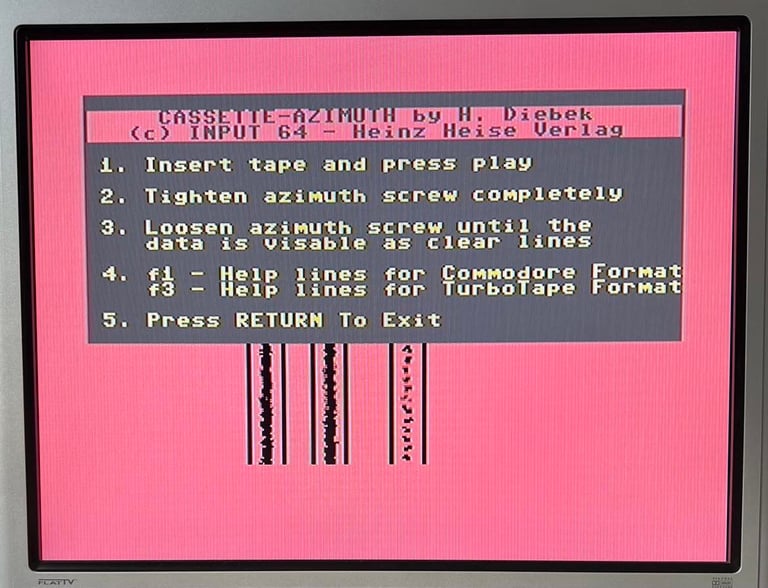 CASSETTE-AZIMUTH by H. Diebek
(c) INPUT 64 - Heinz Heise Verlag
1. Insert tape and press play
2. Tighten azimuth screw completely
3. Loosen azimuth screw until the
data is visable as clear lines
4. f1 - Help lines for Commodore Format
f3 - Help lines for TurboTape Format
5. Press RETURN To Exit
FLATTV